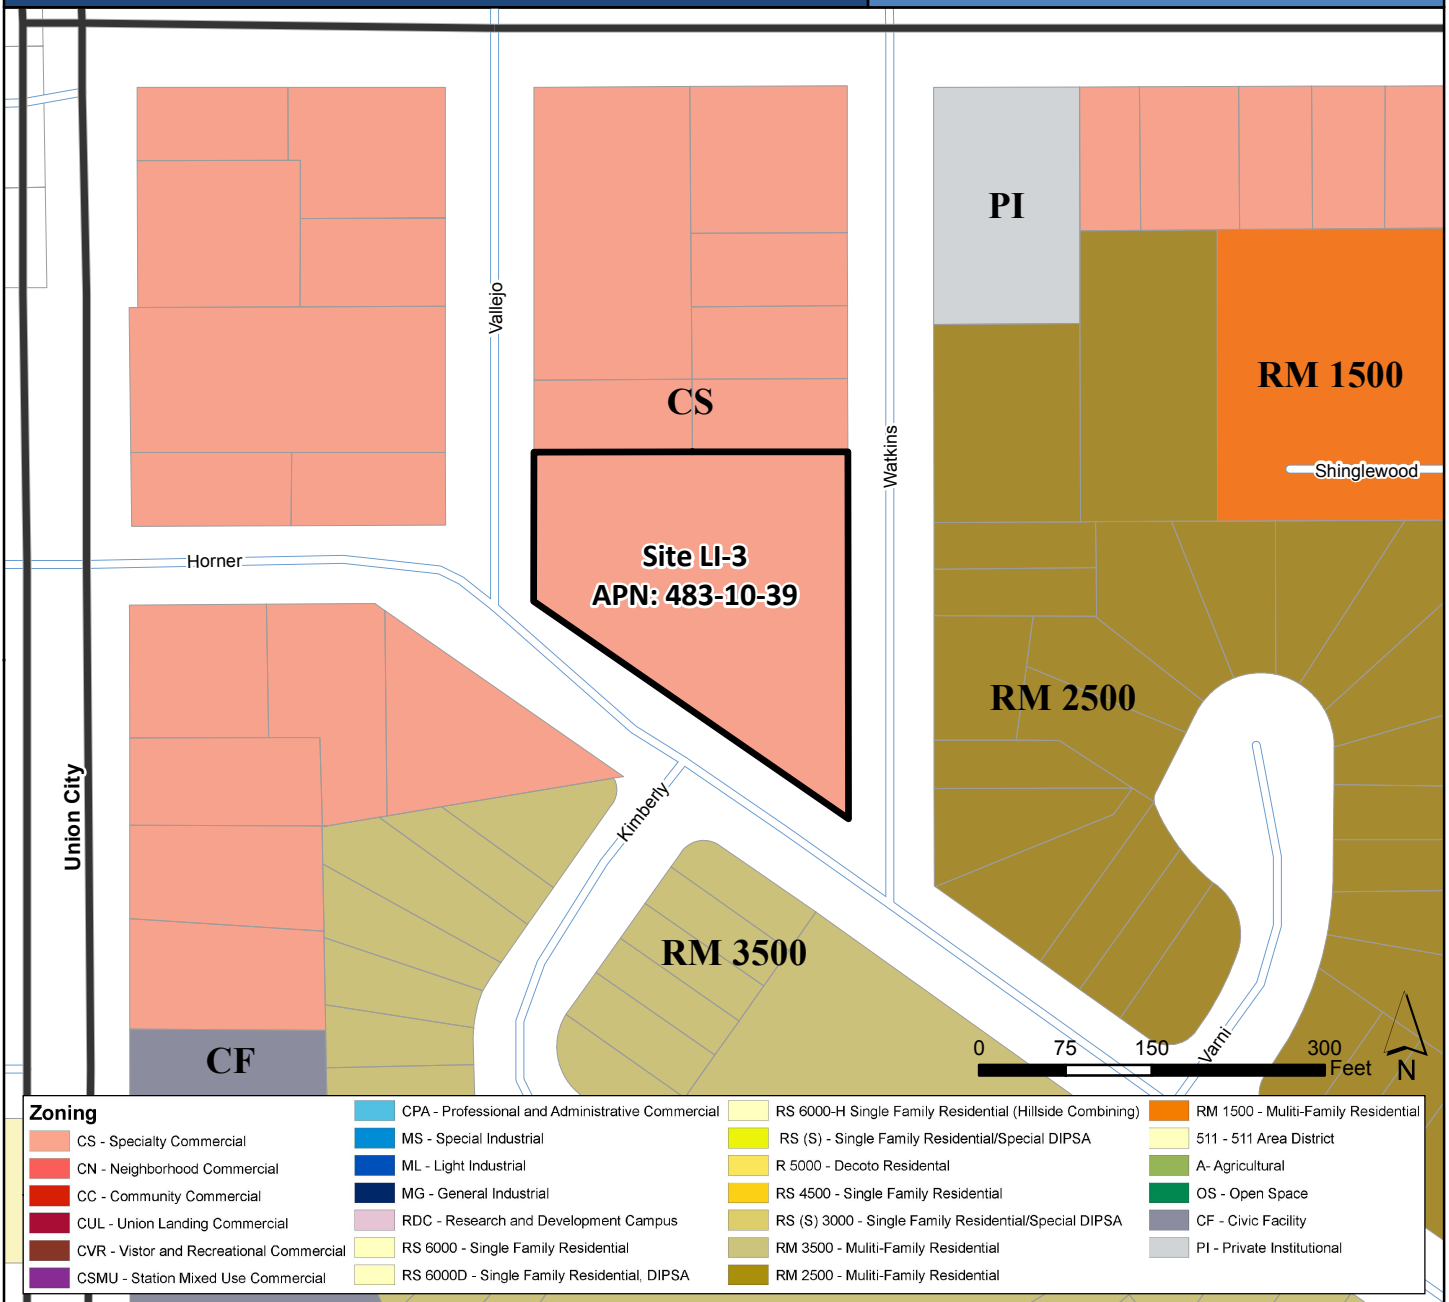 PI
Vallejo
RM 1500
CS
Watkins
Shinglewood
Site LI-3
APN: 483-10-39
Horner
RM 2500
Union City
Kimberly
RM 3500
Varni
CF
0 75 150 300
Feet
N
Zoning
CS - Specialty Commercial
CN - Neighborhood Commercial
CC - Community Commercial
CUL - Union Landing Commercial
CVR - Vistor and Recreational Commercial
CSMU - Station Mixed Use Commercial
CPA - Professional and Administrative Commercial
MS - Special Industrial
ML - Light Industrial
MG - General Industrial
RDC - Research and Development Campus
RS 6000 - Single Family Residential
RS 6000D - Single Family Residential, DIPSA
RS 6000-H Single Family Residential (Hillside Combining)
RS (S) - Single Family Residential/Special DIPSA
R 5000 - Decoto Residental
RS 4500 - Single Family Residential
RS (S) 3000 - Single Family Residential/Special DIPSA
RM 3500 - Muliti-Family Residential
RM 2500 - Muliti-Family Residential
RM 1500 - Muliti-Family Residential
511 - 511 Area District
A- Agricultural
OS - Open Space
CF - Civic Facility
PI - Private Institutional